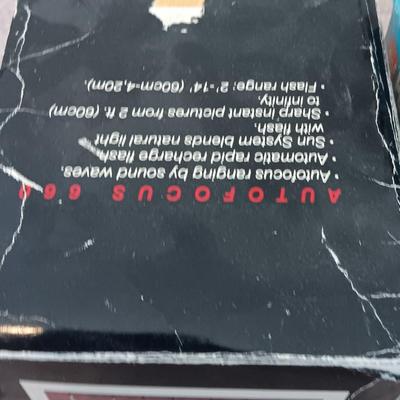 AUTOFOCUS 660
• Autofocus ranging by sound waves.
• Automatic rapid recharge flash.
• Sun System blends natural light
with flash.
• Sharp instant pictures from 2 ft. (60cm)
to infinity.
• Flash range: 2'-14' (60cm-4,20m).